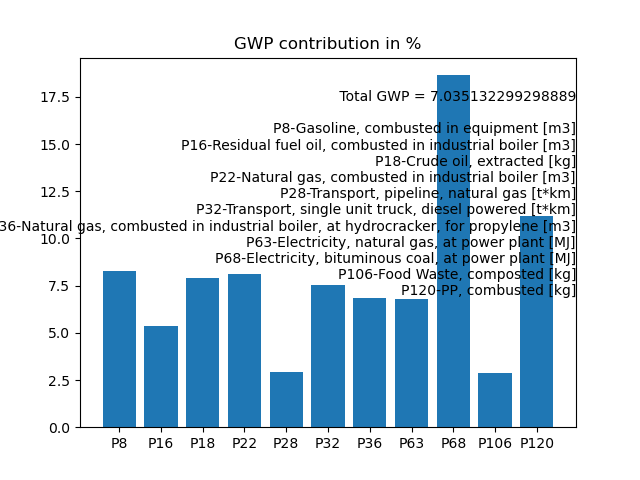 GWP contribution in %
Total GWP = 7.035132299298889
P8-Gasoline, combusted in equipment [m3]
P16-Residual fuel oil, combusted in industrial boiler [m3]
P18-Crude oil, extracted [kg]
P22-Natural gas, combusted in industrial boiler [m3]
P28-Transport, pipeline, natural gas [t*km]
P32-Transport, single unit truck, diesel powered [t*km]
36-Natural gas, combusted in industrial boiler, at hydrocracker, for propylene [m3]
P63-Electricity, natural gas, at power plant [MJ]
P68-Electricity, bituminous coal, at power plant [MJ]
P106-Food Waste, composted [kg]
P120-PP, combusted [kg]
17.5
15.0
12.5
10.0
7.5
5.0
2.5
0.0
P8 P16 P18 P22 P28 P32 P36 P63 P68 P106 P120